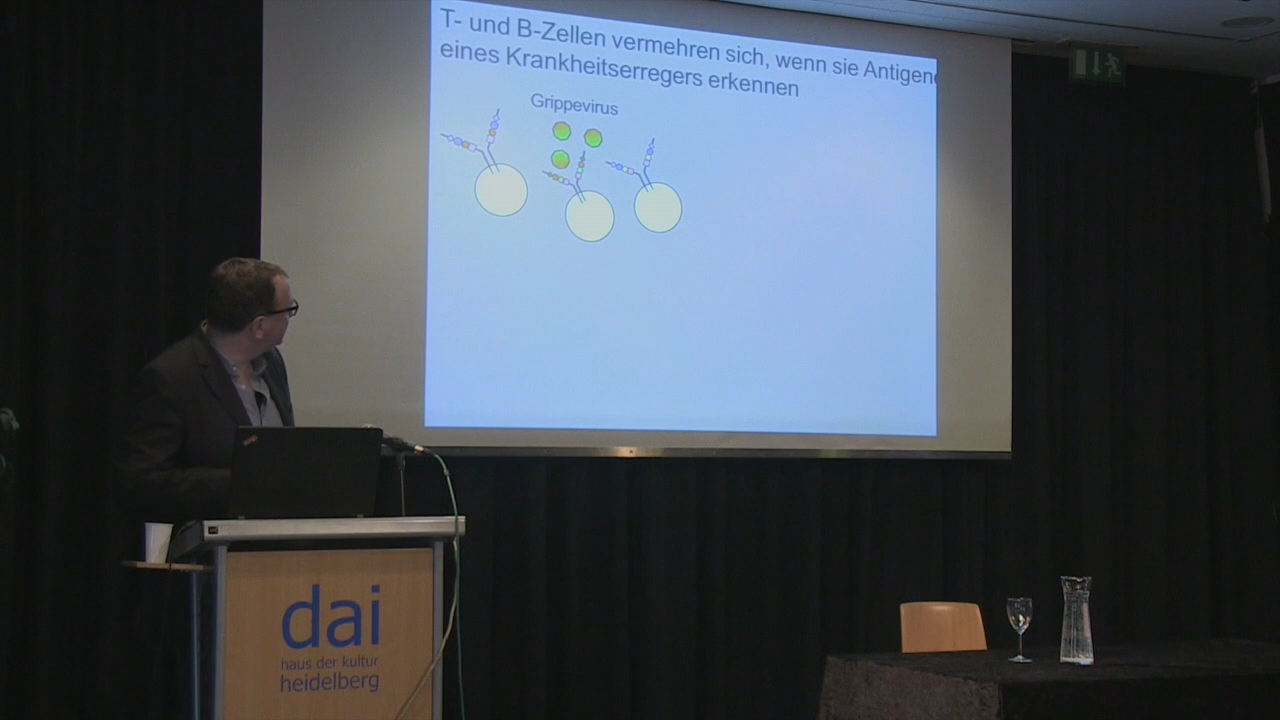 T- und B-Zellen vermehren sich, wenn sie Antigene
eines Krankheitserregers erkennen
Grippevirus
dai
haus der kultur
heidelberg